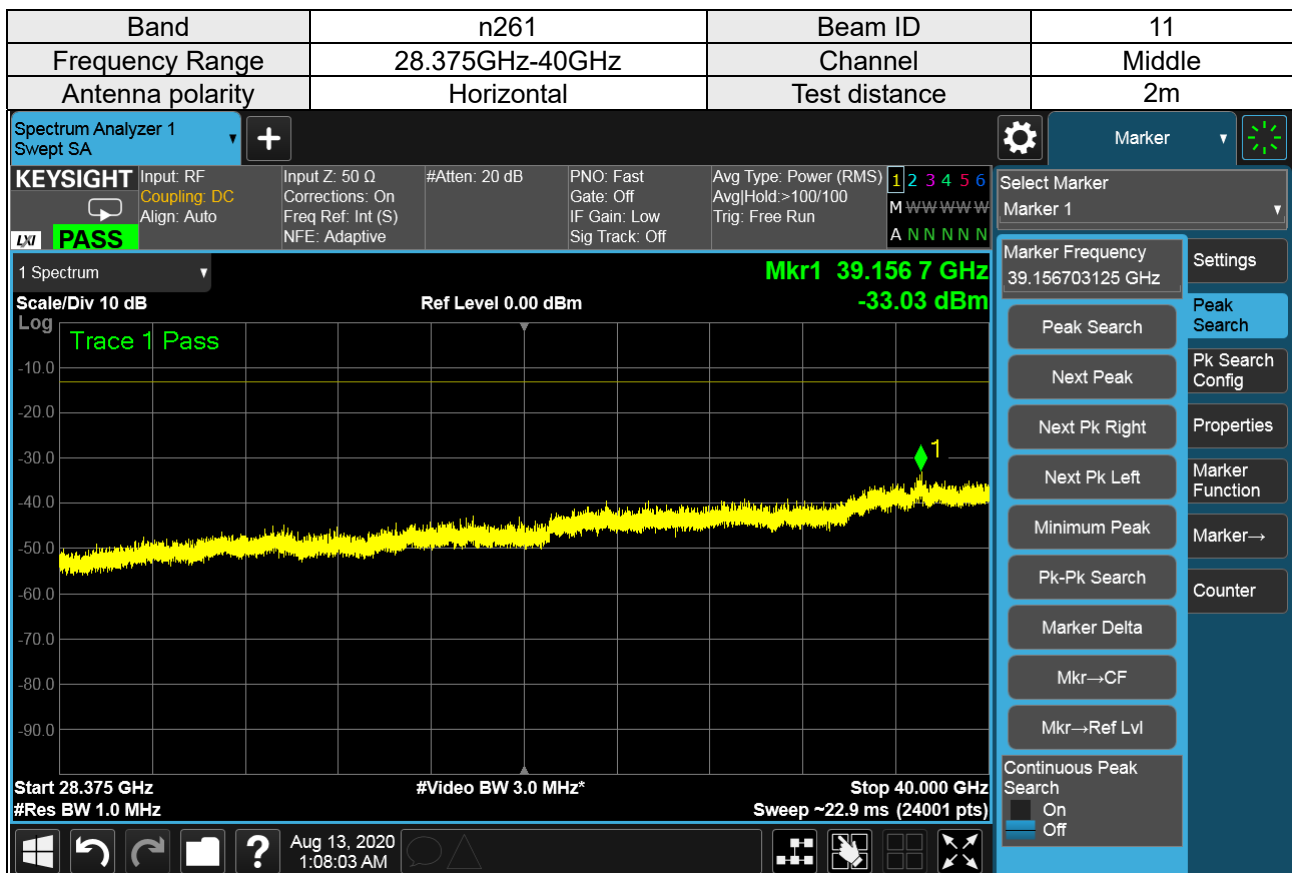 Band n261 Beam ID 11
Frequency Range 28.375GHz-40GHz Channel Middle
Antenna polarity Horizontal Test distance 2m
Spectrum Analyzer 1
Swept SA
Marker
KEYSIGHT
LXI PASS
Input: RF
Coupling: DC
Align: Auto
Input Z: 50 Ω
Corrections: On
Freq Ref: Int (S)
NFE: Adaptive
#Atten: 20 dB
PNO: Fast
Gate: Off
IF Gain: Low
Sig Track: Off
Avg Type: Power (RMS)
Avg|Hold:>100/100
Trig: Free Run
1 2 3 4 5 6
M W W W W W
A N N N N N
1 Spectrum
Mkr1 39.156 7 GHz
Scale/Div 10 dB Ref Level 0.00 dBm -33.03 dBm
Log
Trace 1 Pass
-10.0
-20.0
-30.0
1
-40.0
-50.0
-60.0
-70.0
-80.0
-90.0
Start 28.375 GHz #Video BW 3.0 MHz* Stop 40.000 GHz
#Res BW 1.0 MHz Sweep ~22.9 ms (24001 pts)
Select Marker
Marker 1
Marker Frequency
39.156703125 GHz
Peak Search
Next Peak
Next Pk Right
Next Pk Left
Minimum Peak
Pk-Pk Search
Marker Delta
Mkr→CF
Mkr→Ref Lvl
Continuous Peak
Search
On
Off
Settings
Peak
Search
Pk Search
Config
Properties
Marker
Function
Marker→
Counter
?
Aug 13, 2020
1:08:03 AM